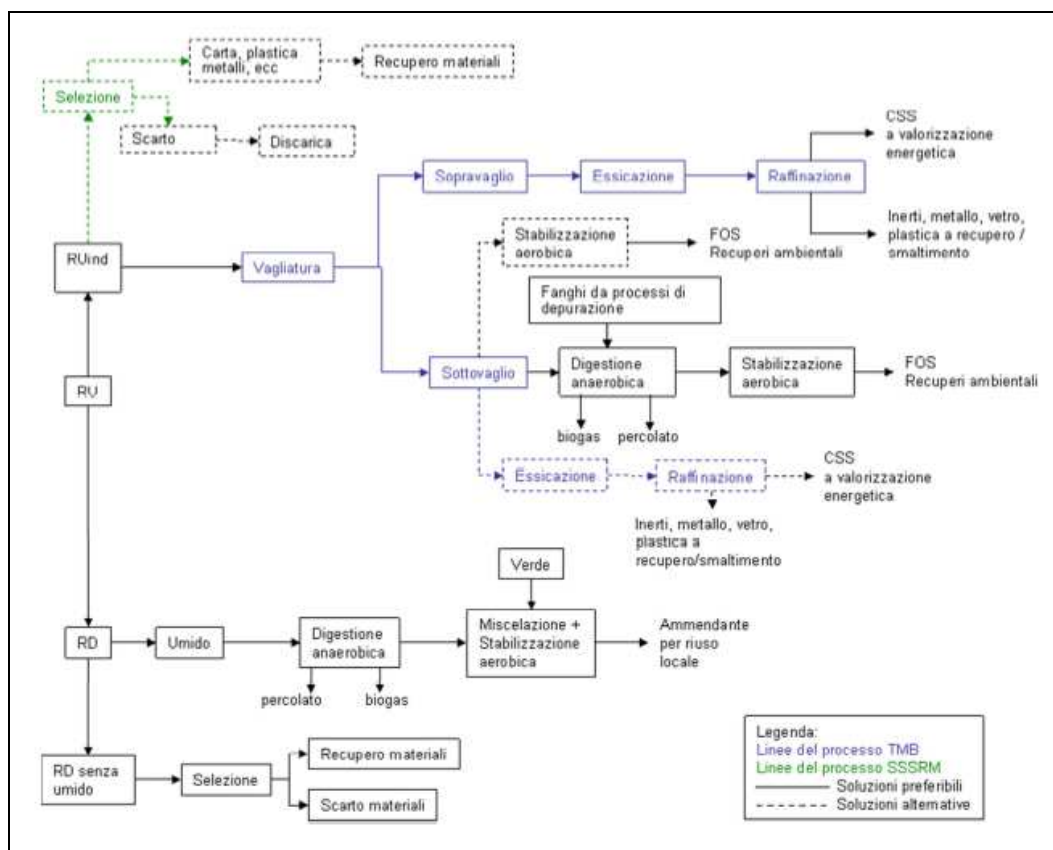 Carta, plastica
metalli, ecc
Recupero materiali
Selezione
Scarto
Discarica
CSS
a valorizzazione
energetica
Sopravaglio
Essicazione
Raffinazione
Inerti, metallo, vetro,
plastica a recupero /
smaltimento
Stabilizzazione
aerobica
FOS
Recuperi ambientali
RUind
Vagliatura
Fanghi da processi di
depurazione
Sottovaglio
Digestione
anaerobica
Stabilizzazione
aerobica
FOS
Recuperi ambientali
RU
biogas
percolato
Essicazione
Raffinazione
CSS
a valorizzazione
energetica
Inerti, metallo, vetro,
plastica a
recupero/smaltimento
Verde
RD
Umido
Digestione
anaerobica
Miscelazione +
Stabilizzazione
aerobica
Ammendante
per riuso
locale
percolato
biogas
RD senza
umido
Selezione
Recupero materiali
Scarto materiali
Legenda:
Linee del processo TMB
Linee del processo SSSRM
Soluzioni preferibili
Soluzioni alternative